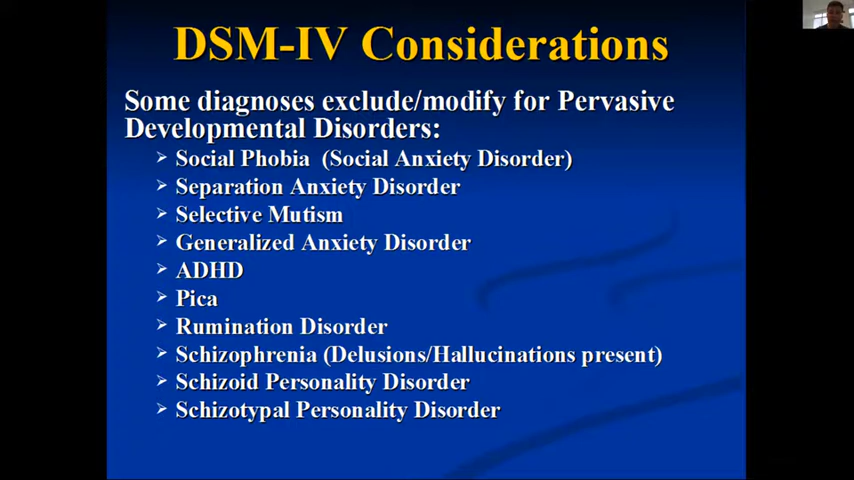 DSM-IV Considerations
Some diagnoses exclude/modify for Pervasive
Developmental Disorders:
Social Phobia (Social Anxiety Disorder)
Separation Anxiety Disorder
Selective Mutism
Generalized Anxiety Disorder
ADHD
Pica
Rumination Disorder
Schizophrenia (Delusions/Hallucinations present)
Schizoid Personality Disorder
Schizotypal Personality Disorder